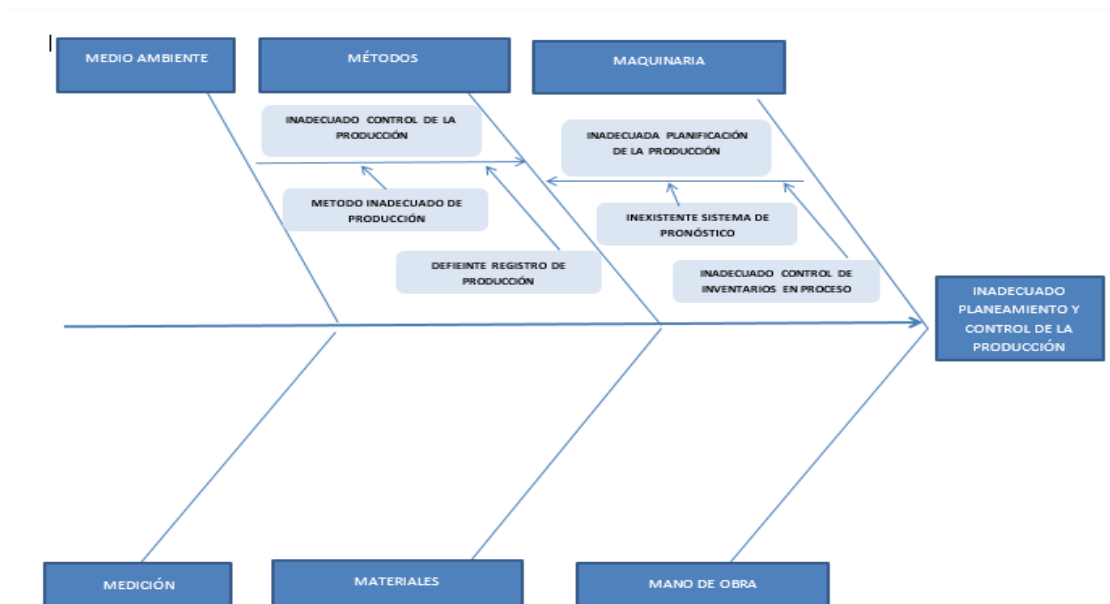 MEDIO AMBIENTE
MÉTODOS
MAQUINARIA
INADECUADO CONTROL DE LA
PRODUCCIÓN
INADECUADA PLANIFICACIÓN
DE LA PRODUCCIÓN
METODO INADECUADO DE
PRODUCCIÓN
INEXISTENTE SISTEMA DE
PRONÓSTICO
DEFIEINTE REGISTRO DE
PRODUCCIÓN
INADECUADO CONTROL DE
INVENTARIOS EN PROCESO
INADECUADO
PLANEAMIENTO Y
CONTROL DE LA
PRODUCCIÓN
MEDICIÓN
MATERIALES
MANO DE OBRA